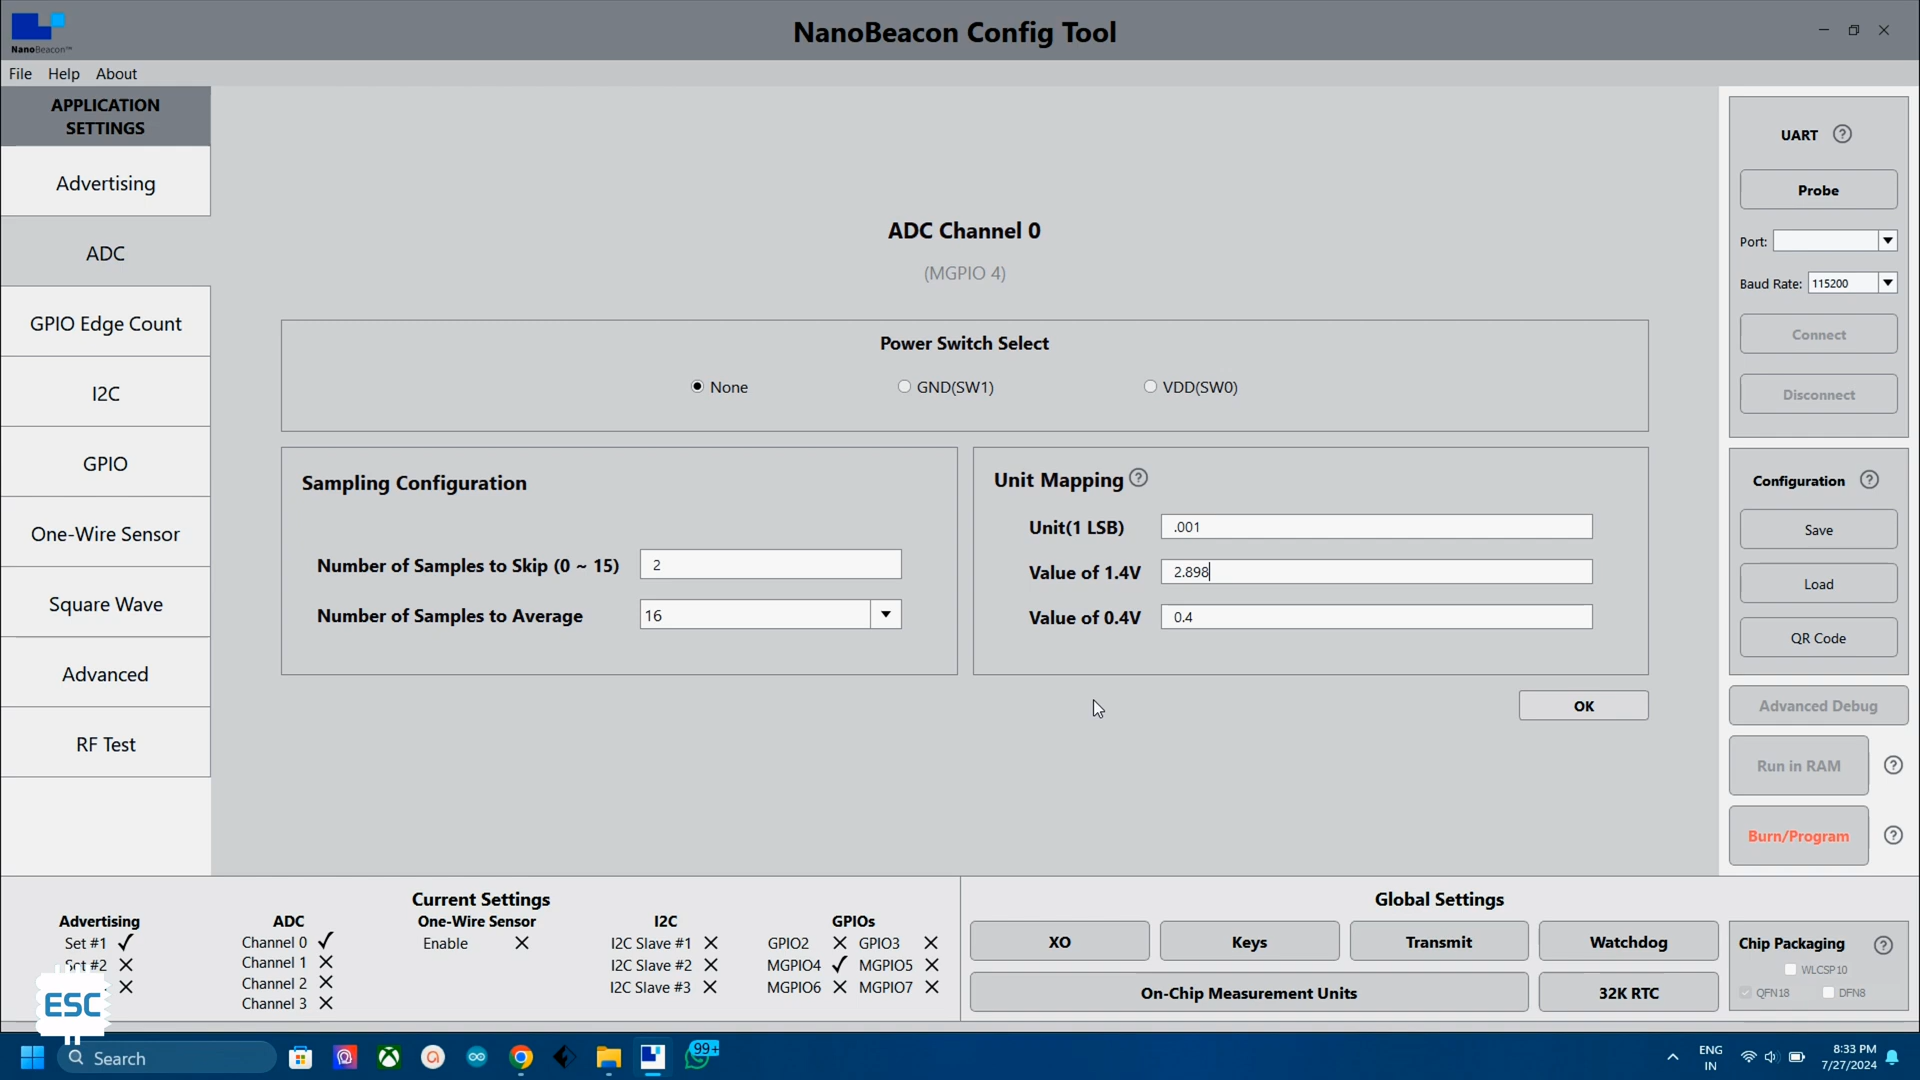 NanoBeacon Config Tool
NanoBeacon™
File Help About
APPLICATION
SETTINGS
Advertising
ADC
GPIO Edge Count
I2C
GPIO
One-Wire Sensor
Square Wave
Advanced
RF Test
ADC Channel 0
(MGPIO 4)
Power Switch Select
None GND(SW1) VDD(SW0)
Sampling Configuration
Number of Samples to Skip (0 ~ 15) 2
Number of Samples to Average 16
Unit Mapping ?
Unit(1 LSB) .001
Value of 1.4V 2.898
Value of 0.4V 0.4
OK
UART ?
Probe
Port:
Baud Rate: 115200
Connect
Disconnect
Configuration ?
Save
Load
QR Code
Advanced Debug
Run in RAM ?
Burn/Program ?
Current Settings
Advertising ADC One-Wire Sensor I2C GPIOs
Set #1 Channel 0 Enable I2C Slave #1 GPIO2 GPIO3
Set #2 Channel 1 I2C Slave #2 MGPIO4 MGPIO5
Channel 2 I2C Slave #3 MGPIO6 MGPIO7
Channel 3
ESC
Global Settings
XO Keys Transmit Watchdog
On-Chip Measurement Units 32K RTC
Chip Packaging ?
WLCSP10
QFN18 DFN8
Search
99+
ENG
IN
8:33 PM
7/27/2024